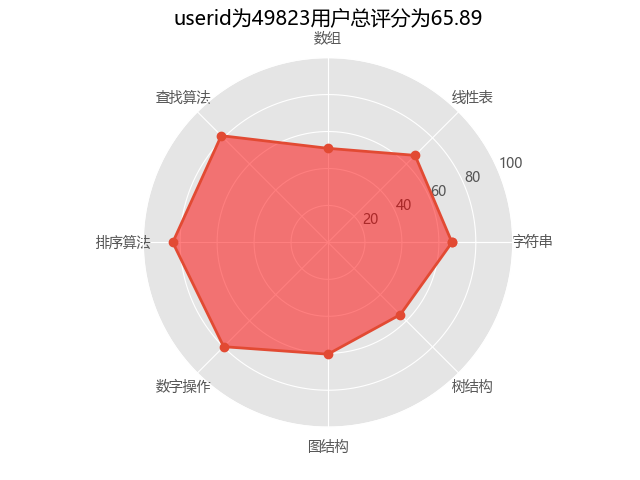 userid为49823用户总评分为65.89
数组
查找算法
线性表
100
80
60
40
20
排序算法
字符串
数字操作
树结构
图结构